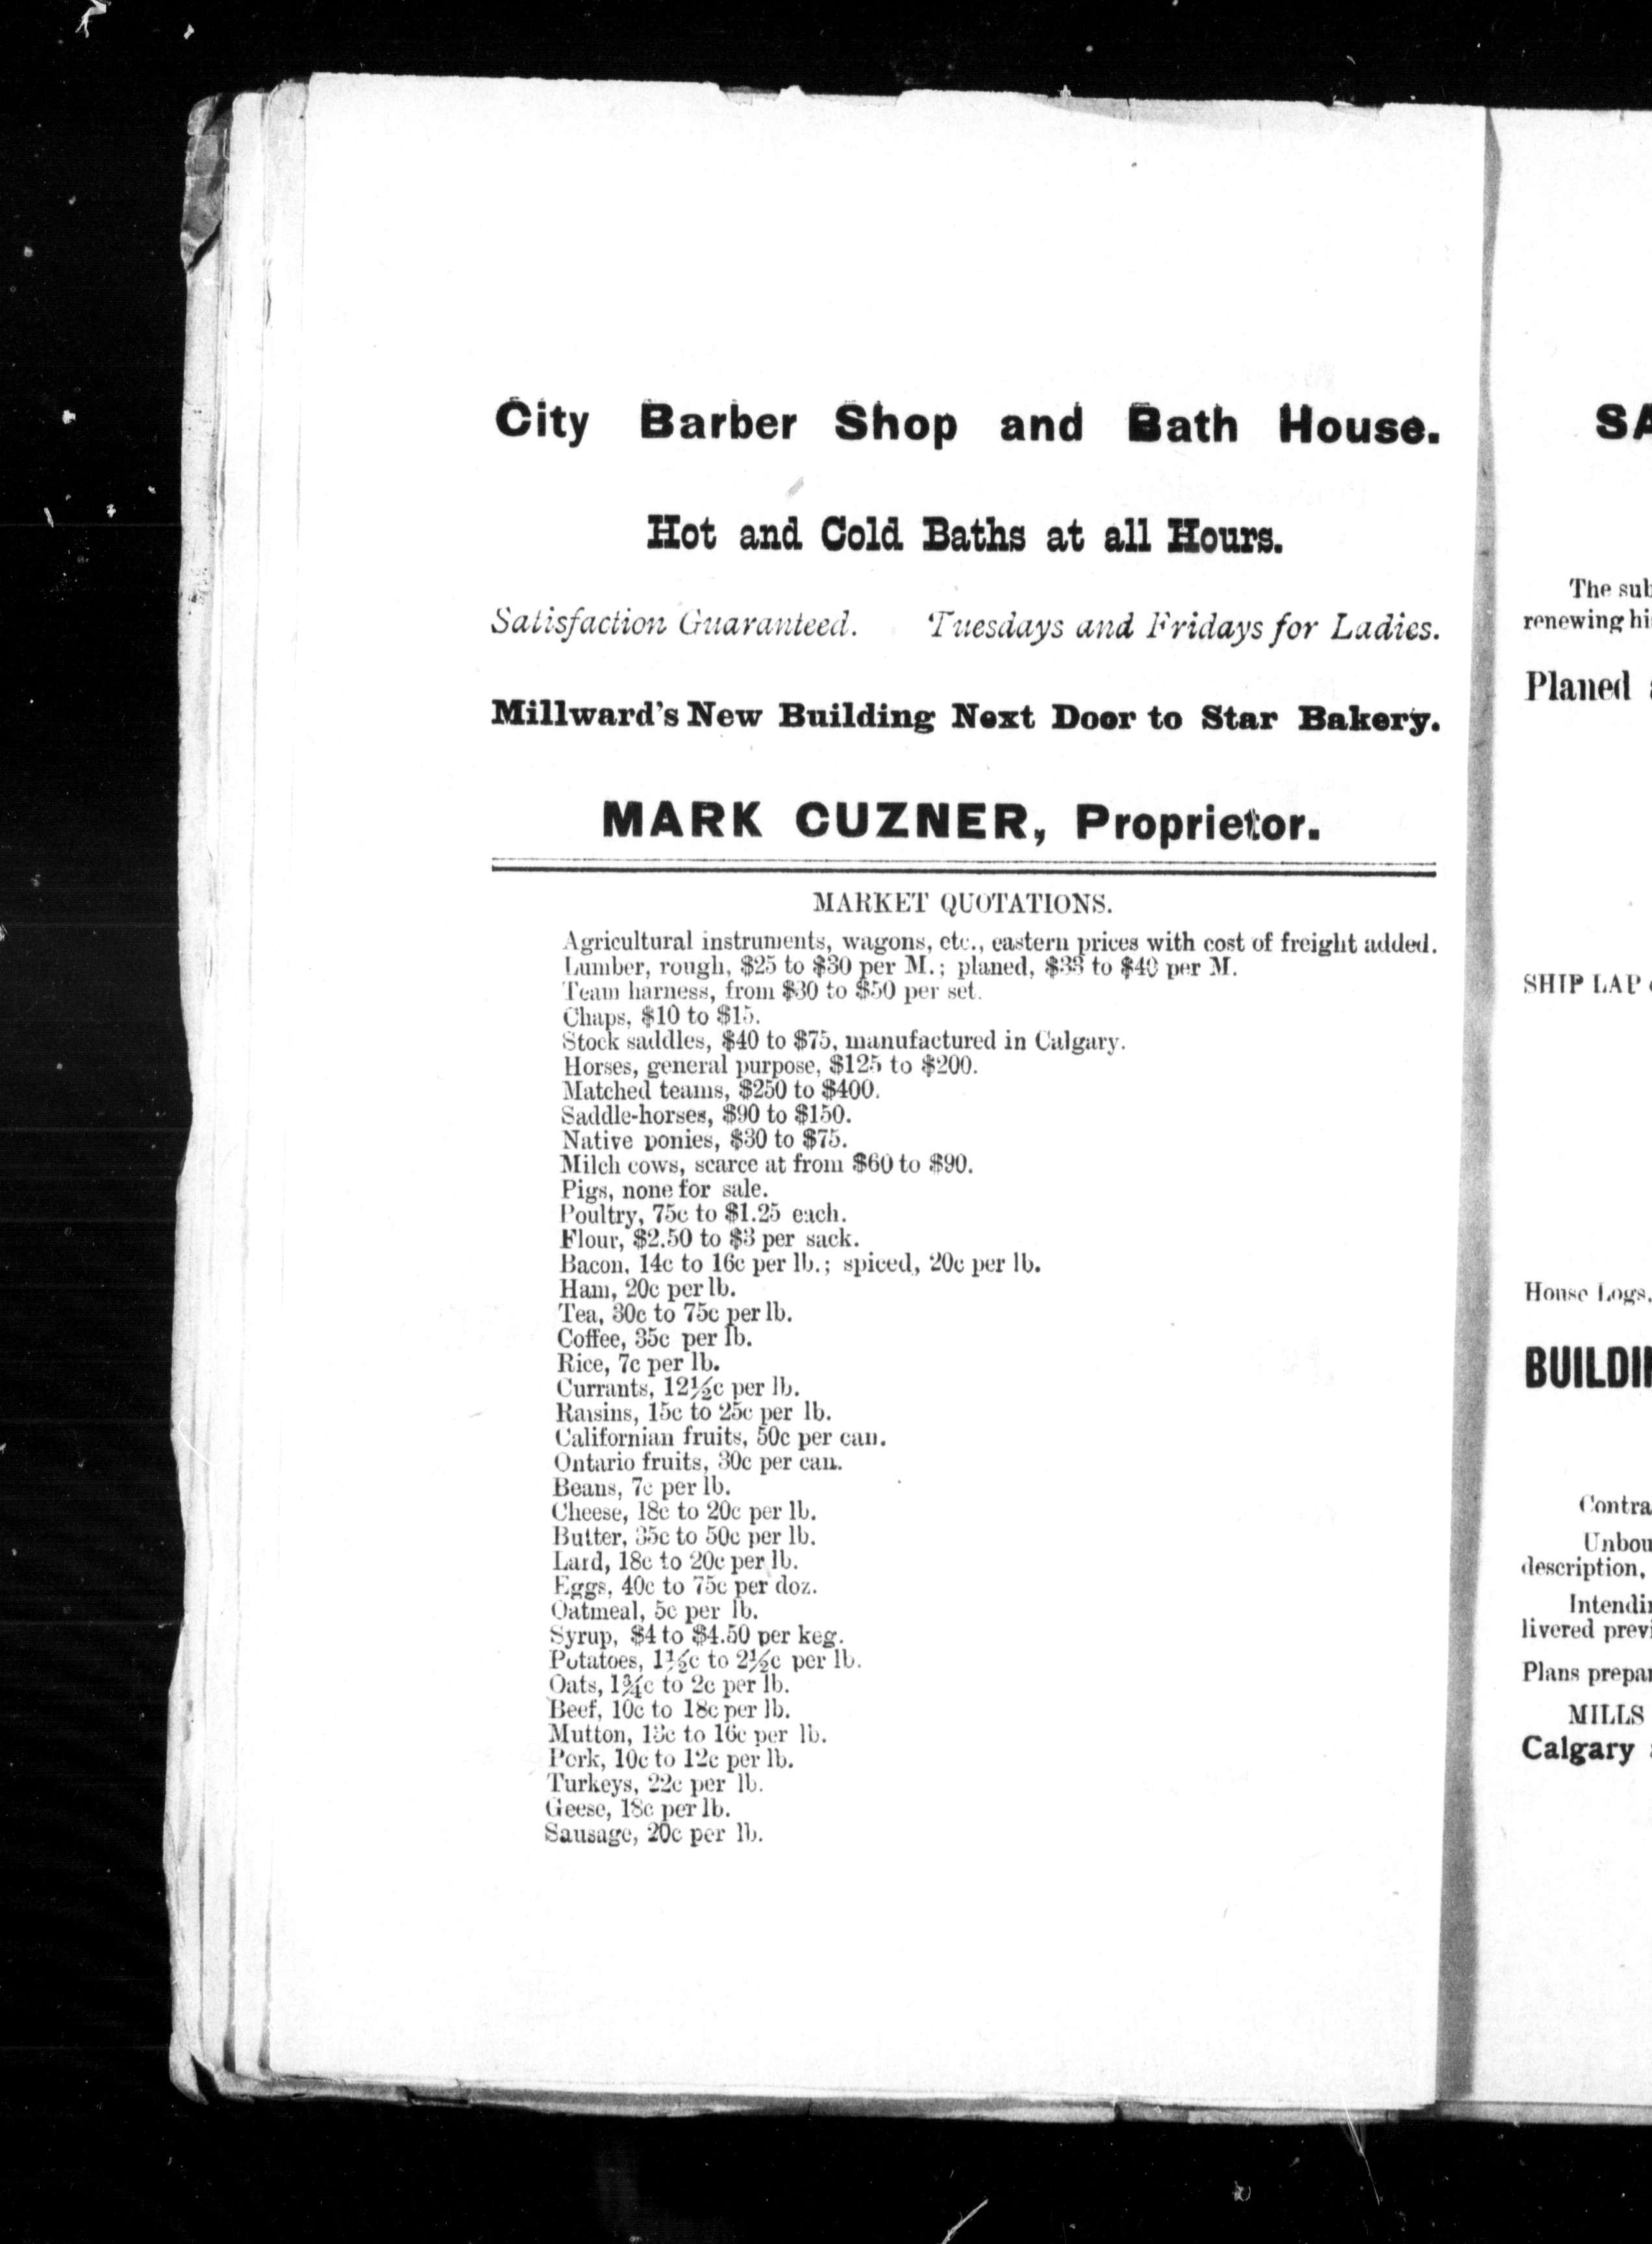 City Barber Shop and Bath House.
Hot and Cold Baths at all Hours.
Satisfaction Guaranteed. Tuesdays and Fridays for Ladies.
Millward's New Building Next Door to Star Bakery.
MARK CUZNER, Proprietor.
MARKET QUOTATIONS.
Agricultural instruments, wagons, etc., eastern prices with cost of freight added.
Lumber, rough, $25 to $30 per M.; planed, to $40 per M.
Team harness, from $30 to $50 per set.
Chaps, $10 to $15.
Stock saddles, $40 to $75, manufactured in Calgary.
Horses, general purpose, $125 to $200.
Matched teams, $250 to $400.
Saddle-horses, $90 to $150.
Native ponies, $30 to $75.
Milch cows, scarce at from $60 to $90.
Pigs, none for sale.
Poultry, 75c to $1.25 each.
Flour, $2.50 to $3 per sack.
Bacon, 14c to 16c per lb.; spiced, 20c per lb.
Ham, 20c per lb.
Tea, 30c to 75c per lb.
Coffee, 35c per lb.
Rice, 7c per lb.
Currants, 12½c per lb.
Raisins, 15c to 25c per lb.
Californian fruits, 50c per can.
Ontario fruits, 30c per can.
Beans, 7c per lb.
Cheese, 18c to 20c per lb.
Butter, 35c to 50c per lb.
Lard, 18c to 20c per lb.
Eggs, 40c to 75c per doz.
Oatmeal, 5c per lb.
Syrup, $4 to $4.50 per keg.
Potatoes, 1½c to 2½c per lb.
Oats, 1¾c to 2c per lb.
Beef, 10c to 18c per lb.
Mutton, to 16c per lb.
Pork, 10c to 12c per lb.
Turkeys, 22c per lb.
Geese, 18c per lb.
Sausage, 20c per lb.
SA
The sub
renewing hi
Planed
SHIP LAP
House Logs,
BUILDI
Contra
Unbou
description,
Intendi
livered previ
Plans prepar
MILLS
Calgary